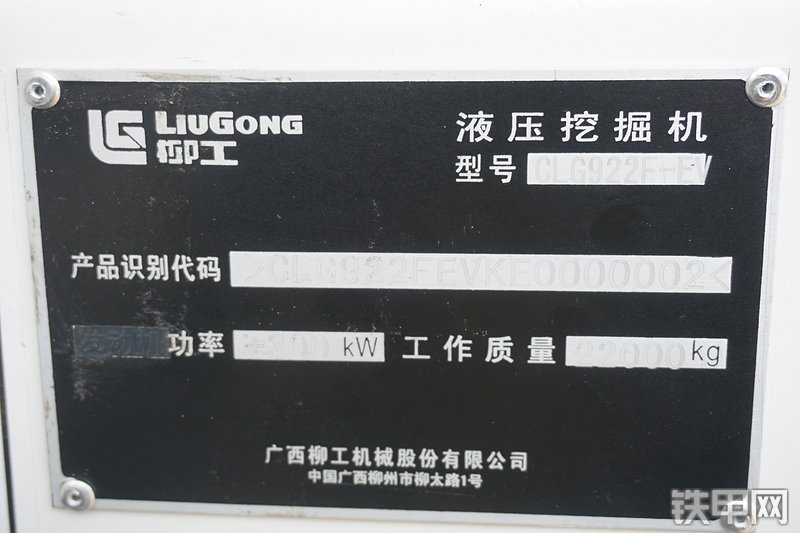 LIUGONG
柳工
液压挖掘机
型号 CLG922F-EV
产品识别代码 >CLG922FEVKE0000002<
功率 kW 工作质量 22000kg
广西柳工机械股份有限公司
中国广西柳州市柳太路1号
铁甲网